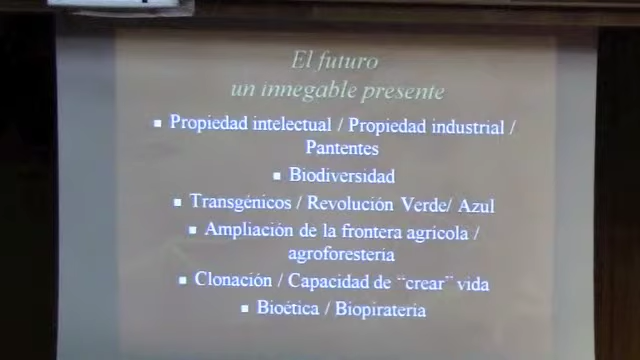 El futuro
un innegable presente
▪ Propiedad intelectual / Propiedad industrial /
Pantentes
▪ Biodiversidad
▪ Transgénicos / Revolución Verde/ Azul
▪ Ampliación de la frontera agrícola /
agroforestería
▪ Clonación / Capacidad de “crear” vida
▪ Bioética / Biopiratería